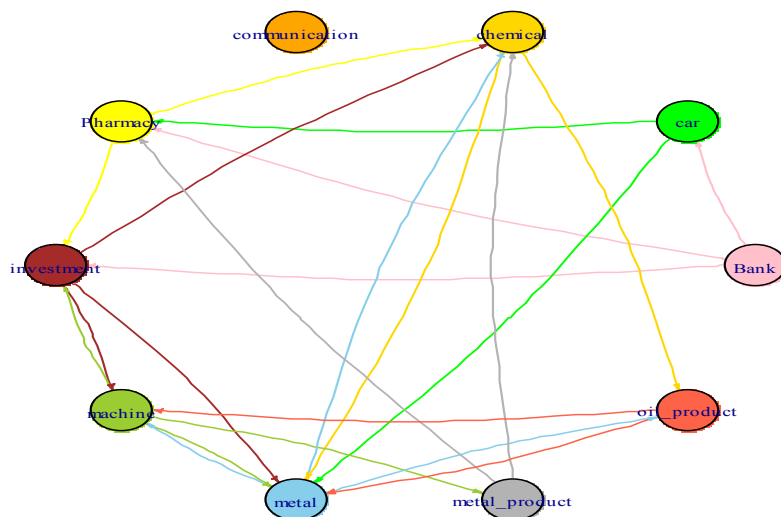 communication
chemical
Pharmacy
car
investment
Bank
machine
oil_product
metal
metal_product